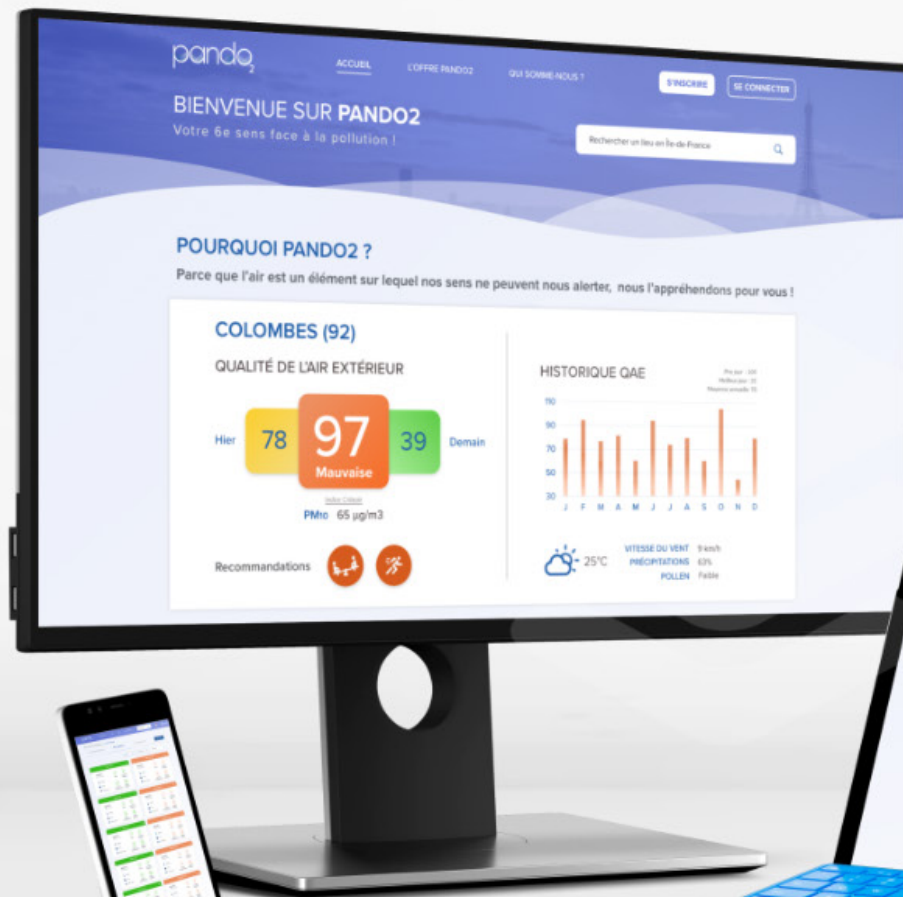 pando2
ACCUEIL
L'OFFRE PANDO2
QUI SOMME-NOUS ?
S'INSCRIRE
SE CONNECTER
BIENVENUE SUR PANDO2
Votre 6e sens face à la pollution !
Rechercher un lieu en Île-de-France
POURQUOI PANDO2 ?
Parce que l'air est un élément sur lequel nos sens ne peuvent nous alerter, nous l'appréhendons pour vous !
COLOMBES (92)
QUALITÉ DE L'AIR EXTÉRIEUR
Hier 78 97 39 Demain
Mauvaise
PM10 65 µg/m3
Recommandations
HISTORIQUE QAE
110
90
70
50
30
J F M A M J J A S O N D
25°C
VITESSE DU VENT 9 km/h
PRÉCIPITATIONS 63%
POLLEN Faible